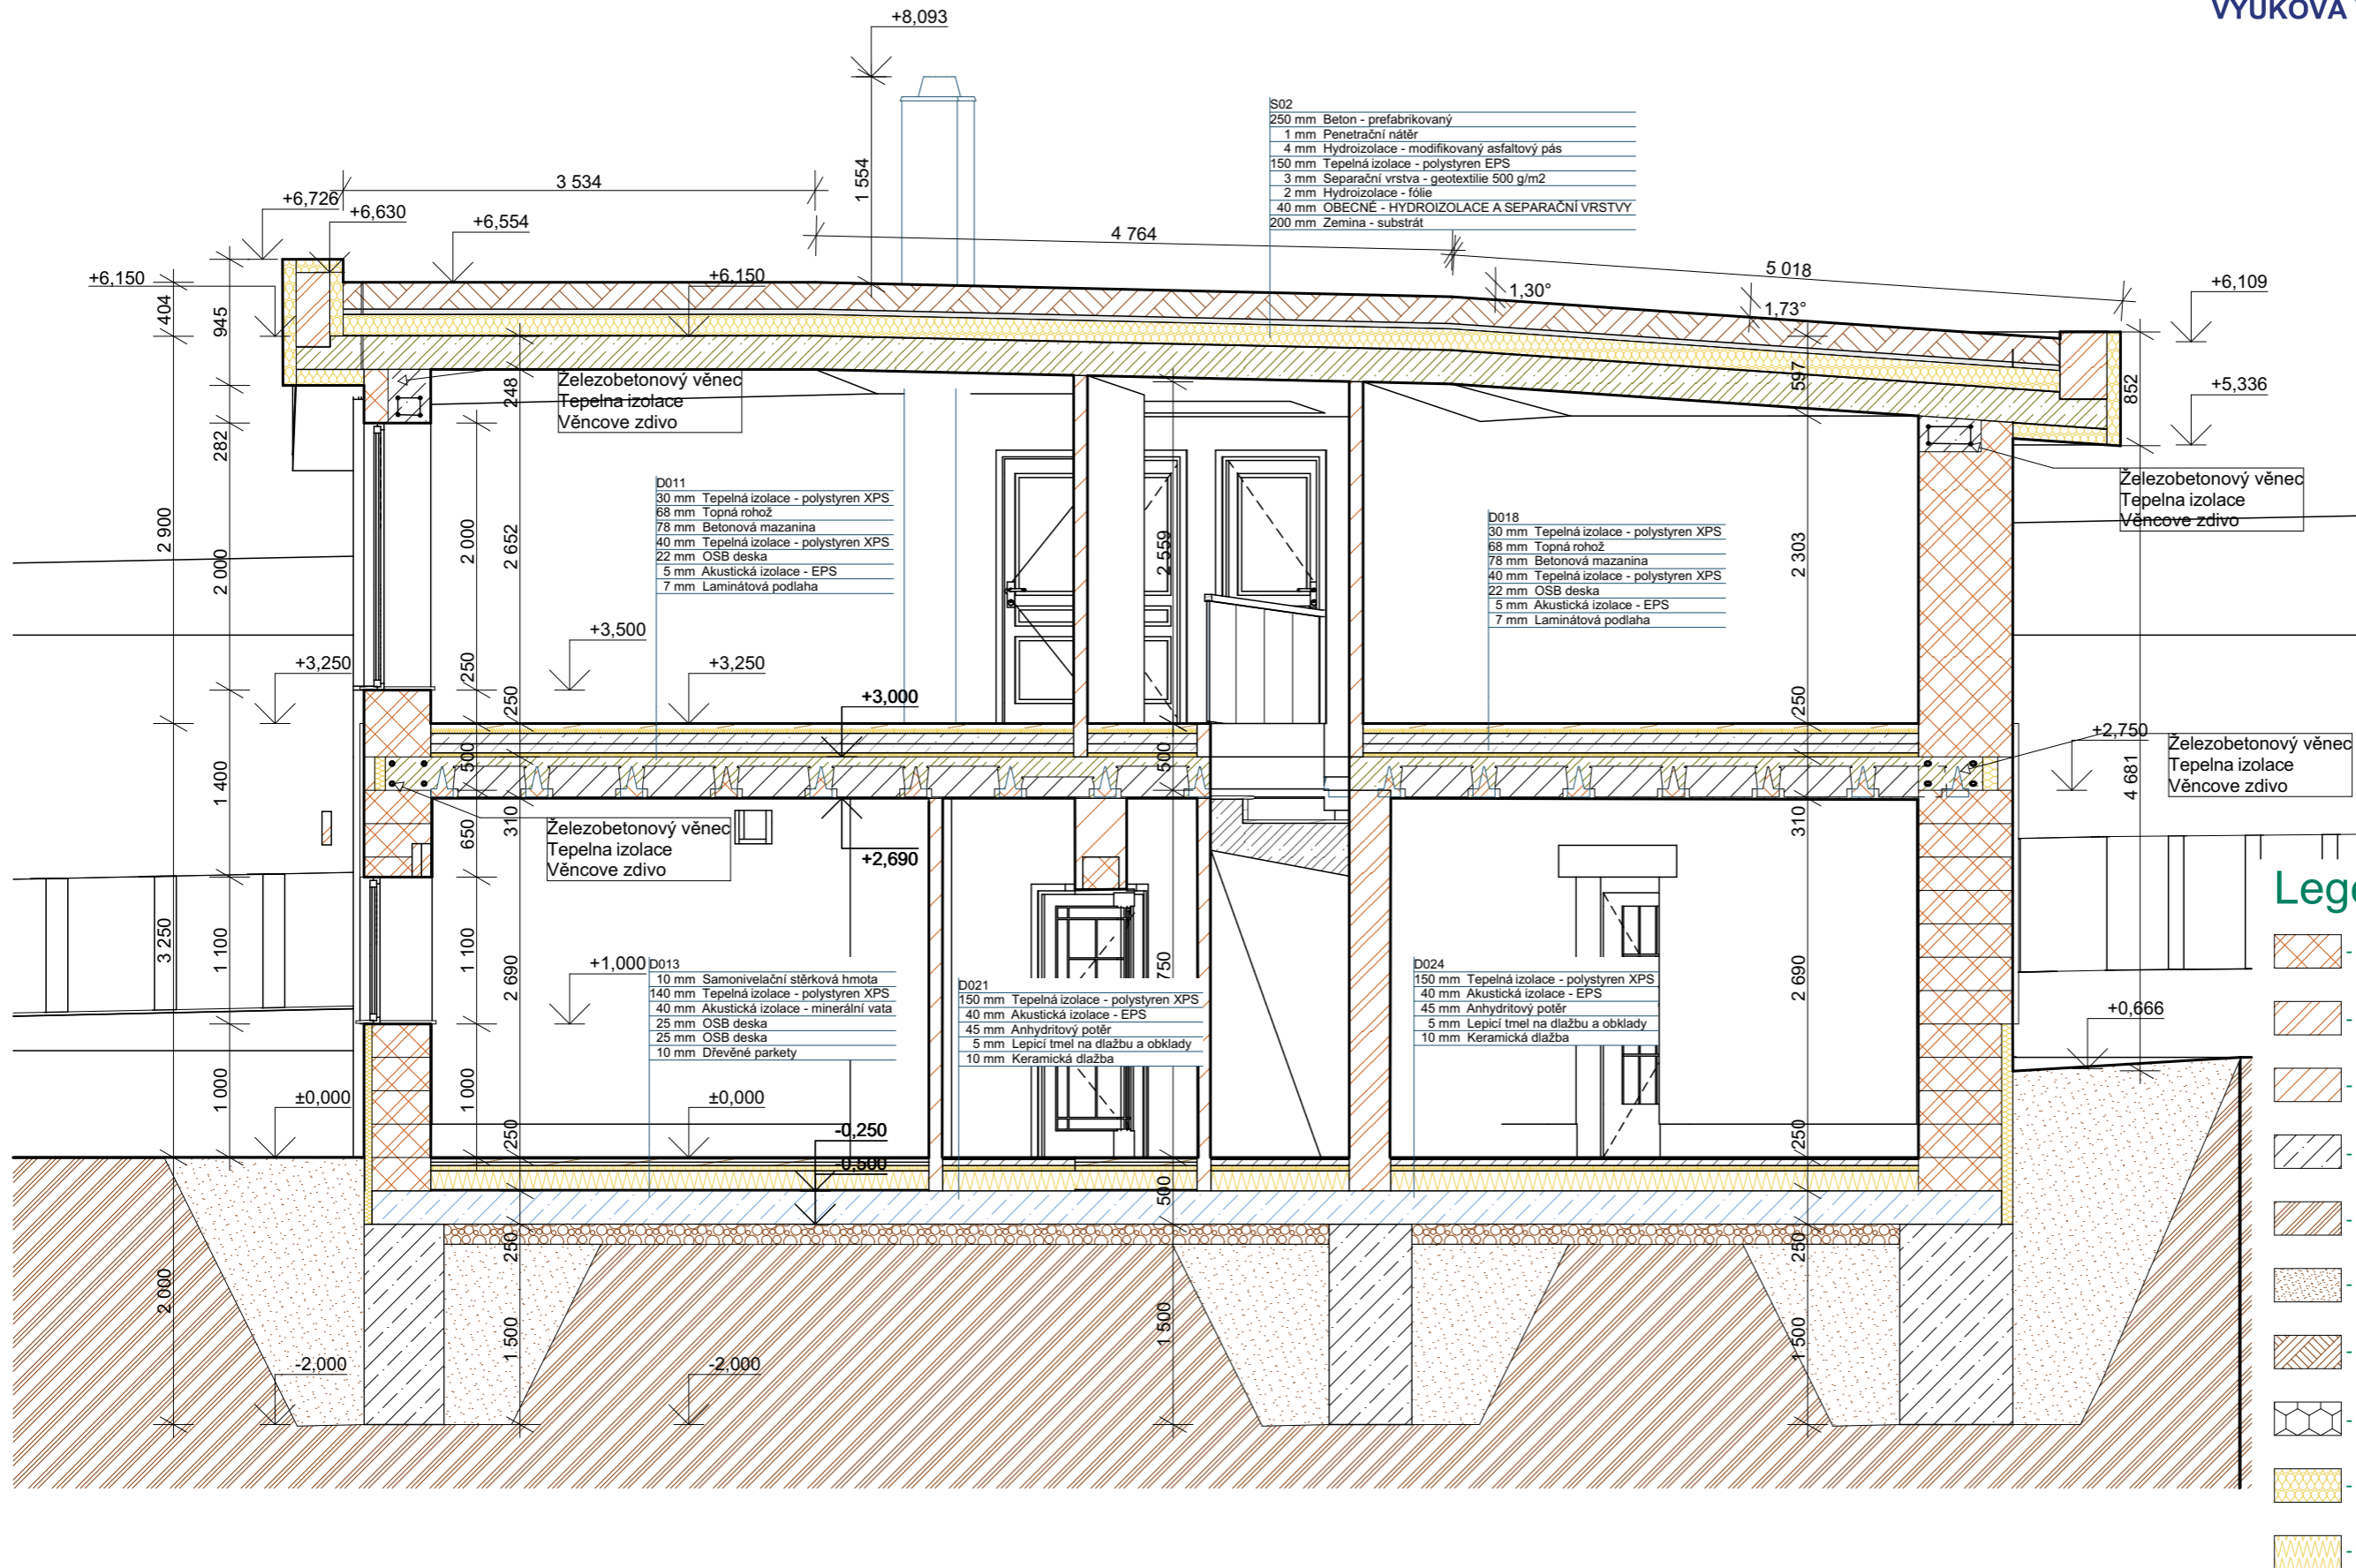 VÝUKOVÁ
+8,093
1 554
S02
250 mm Beton - prefabrikovaný
1 mm Penetrační nátěr
4 mm Hydroizolace - modifikovaný asfaltový pás
150 mm Tepelná izolace - polystyren EPS
3 mm Separační vrstva - geotextilie 500 g/m2
2 mm Hydroizolace - fólie
40 mm OBECNÉ - HYDROIZOLACE A SEPARAČNÍ VRSTVY
200 mm Zemina - substrát
3 534
+6,726
+6,630
+6,554
4 764
5 018
+6,150
+6,150
1,30°
1,73°
+6,109
404
945
248
597
852
+5,336
282
Železobetonový věnec
Tepelna izolace
Věncove zdivo
Železobetonový věnec
Tepelna izolace
Věncove zdivo
D011
30 mm Tepelná izolace - polystyren XPS
68 mm Topná rohož
78 mm Betonová mazanina
40 mm Tepelná izolace - polystyren XPS
22 mm OSB deska
5 mm Akustická izolace - EPS
7 mm Laminátová podlaha
D018
30 mm Tepelná izolace - polystyren XPS
68 mm Topná rohož
78 mm Betonová mazanina
40 mm Tepelná izolace - polystyren XPS
22 mm OSB deska
5 mm Akustická izolace - EPS
7 mm Laminátová podlaha
2 900
2 000
2 000
2 652
2 559
2 303
+3,500
+3,250
+3,250
+3,000
250
250
250
+2,750
Železobetonový věnec
Tepelna izolace
Věncove zdivo
500
500
1 400
4 681
650
310
310
Železobetonový věnec
Tepelna izolace
Věncove zdivo
+2,690
Leg
3 250
1 100
1 100
2 690
750
2 690
+1,000
D013
10 mm Samonivelační stěrková hmota
140 mm Tepelná izolace - polystyren XPS
40 mm Akustická izolace - minerální vata
25 mm OSB deska
25 mm OSB deska
10 mm Dřevěné parkety
D021
150 mm Tepelná izolace - polystyren XPS
40 mm Akustická izolace - EPS
45 mm Anhydritový potěr
5 mm Lepicí tmel na dlažbu a obklady
10 mm Keramická dlažba
D024
150 mm Tepelná izolace - polystyren XPS
40 mm Akustická izolace - EPS
45 mm Anhydritový potěr
5 mm Lepicí tmel na dlažbu a obklady
10 mm Keramická dlažba
+0,666
1 000
1 000
±0,000
±0,000
-0,250
-0,500
250
250
500
250
250
2 000
1 500
1 500
1 500
-2,000
-2,000